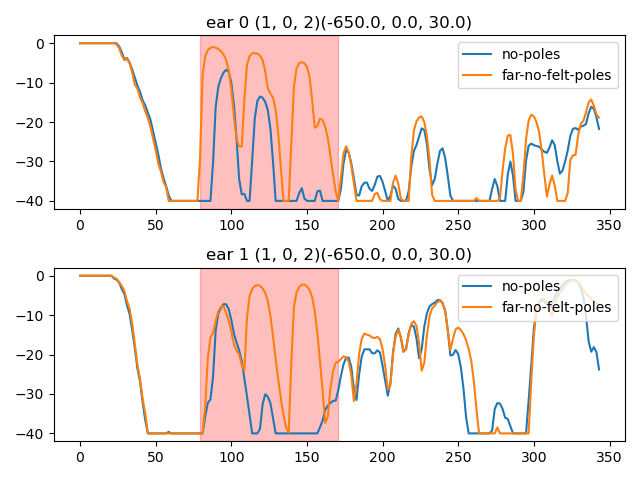 ear 0 (1, 0, 2)(-650.0, 0.0, 30.0)
0
−10
−20
−30
−40
no-poles
far-no-felt-poles
0 50 100 150 200 250 300 350
ear 1 (1, 0, 2)(-650.0, 0.0, 30.0)
0
−10
−20
−30
−40
no-poles
far-no-felt-poles
0 50 100 150 200 250 300 350